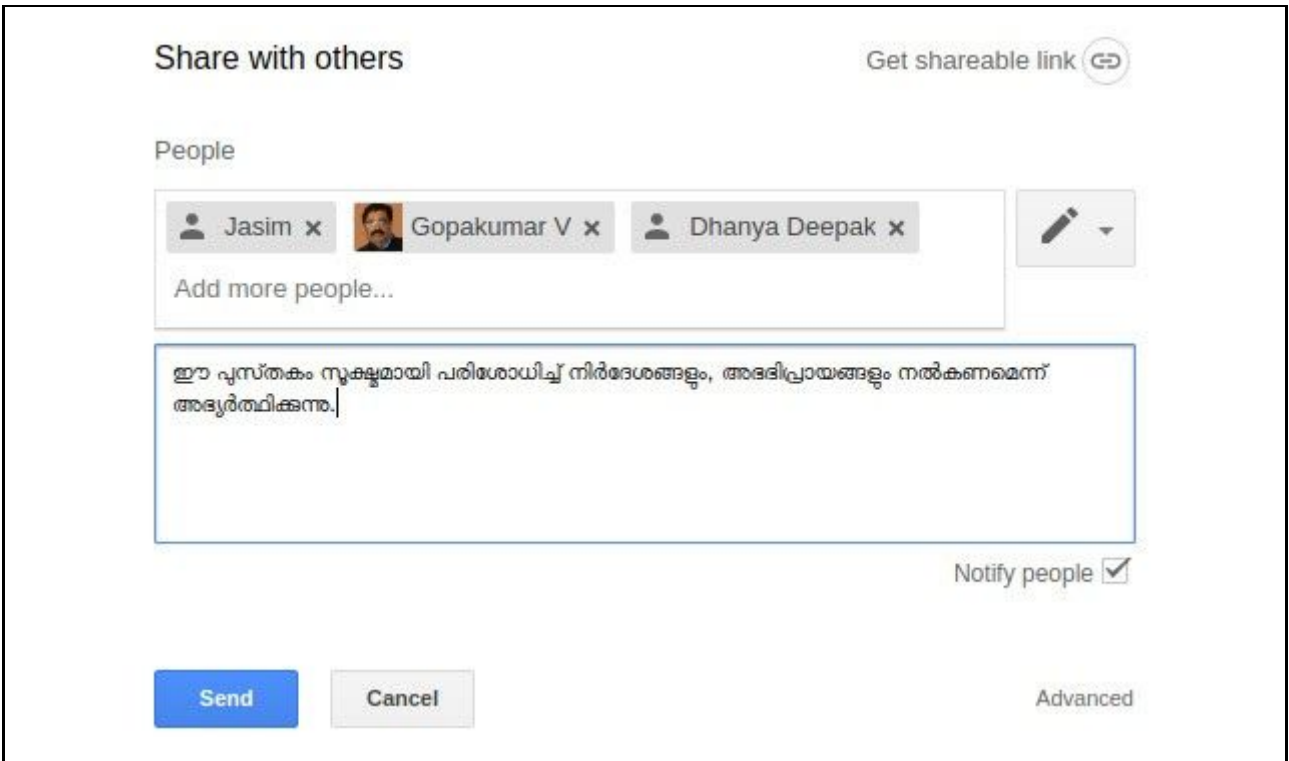 Share with others
Get shareable link
People
Jasim
Gopakumar V
Dhanya Deepak
Add more people...
ഈ പുസ്തകം സൂക്ഷ്മമായി പരിശോധിച്ച് നിർദേശങ്ങളും, അഭഭിപ്രായങ്ങളും നൽകണമെന്ന്
അഭ്യർത്ഥിക്കുന്നു.
Notify people
Send
Cancel
Advanced